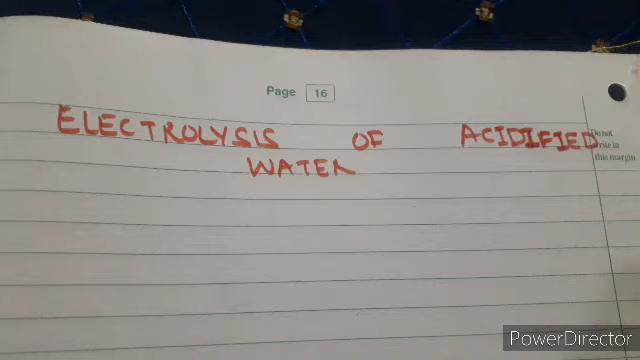 Page 16
ELECTROLYSIS OF ACIDIFIED
WATER
Do not
write in
this margin
PowerDirector